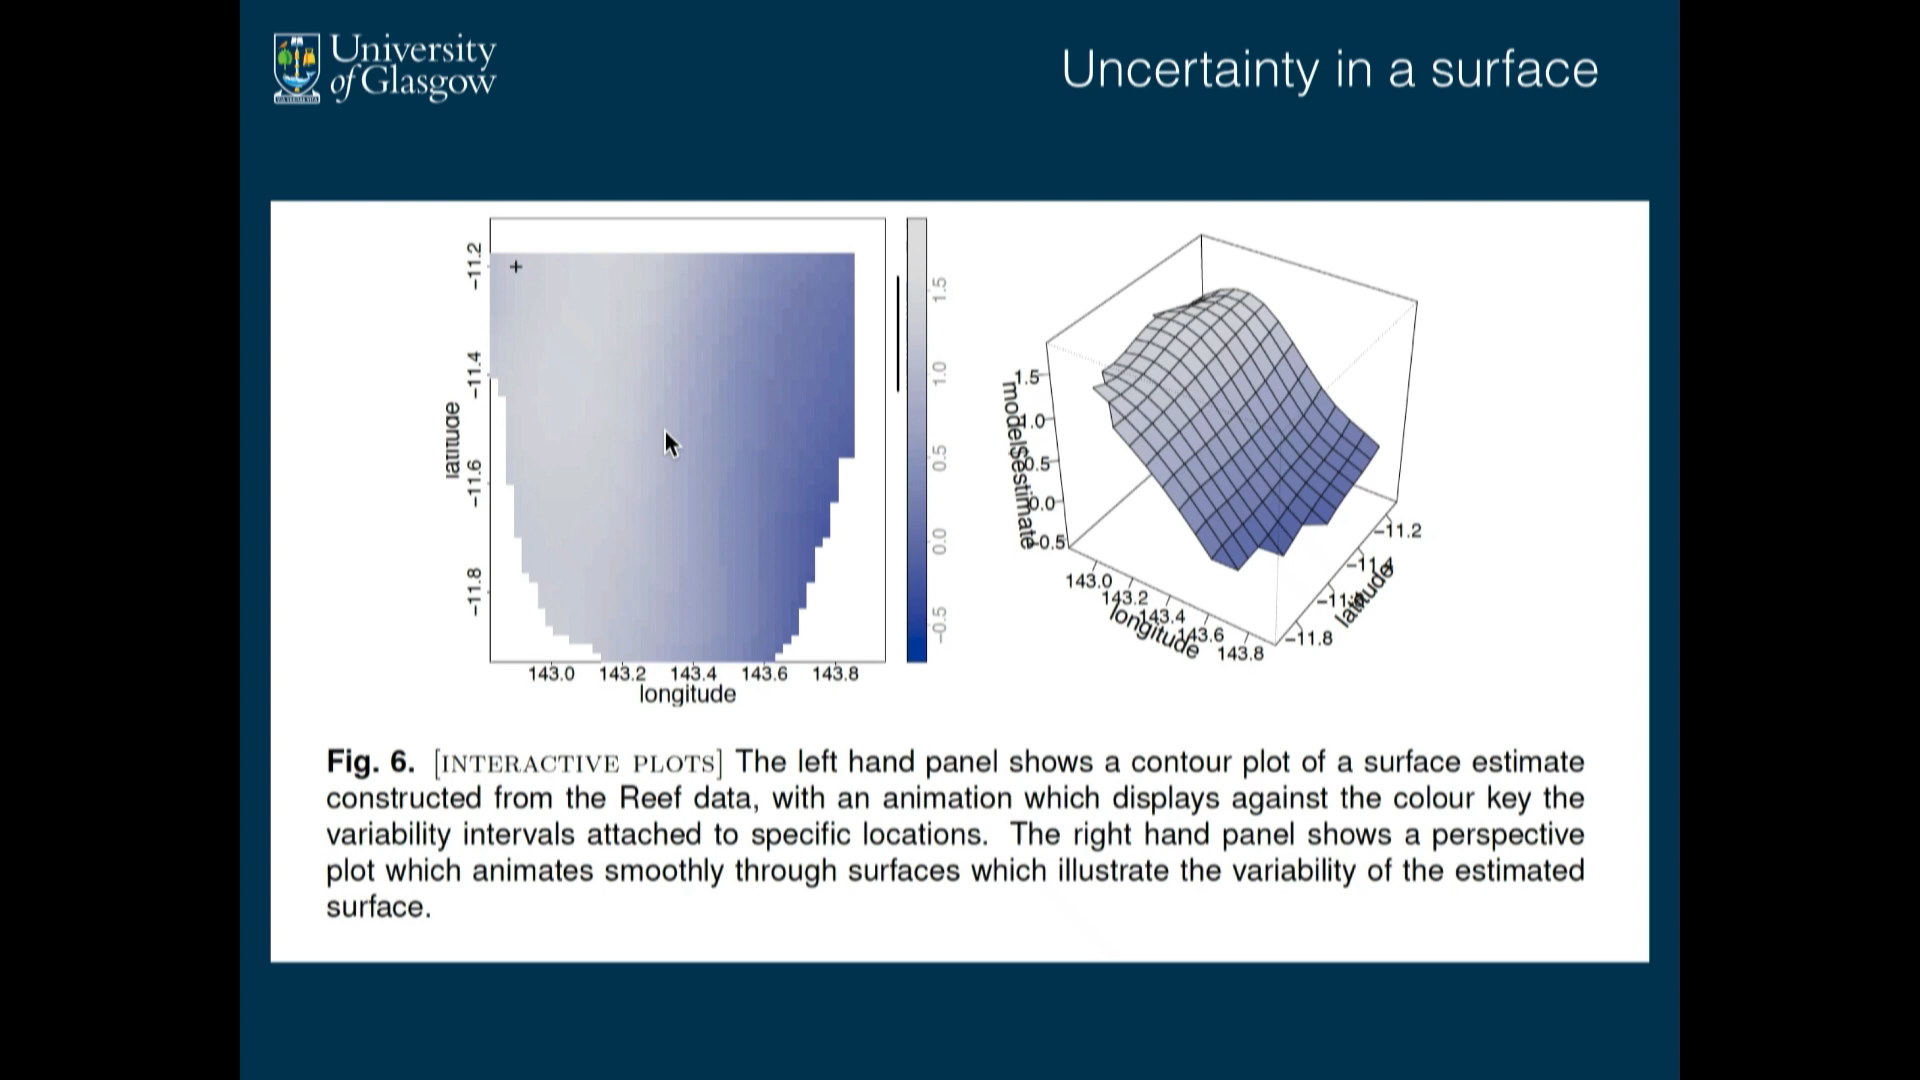 University
of Glasgow
Uncertainty in a surface
-11.2
-11.4
-11.6
-11.8
latitude
143.0 143.2 143.4 143.6 143.8
longitude
1.5
1.0
0.5
0.0
-0.5
1.5
1.0
0.5
0.0
-0.5
model$estimate
143.0
143.2
143.4
143.6
143.8
longitude
-11.2
-11.8
latitude
Fig. 6. [INTERACTIVE PLOTS] The left hand panel shows a contour plot of a surface estimate
constructed from the Reef data, with an animation which displays against the colour key the
variability intervals attached to specific locations. The right hand panel shows a perspective
plot which animates smoothly through surfaces which illustrate the variability of the estimated
surface.